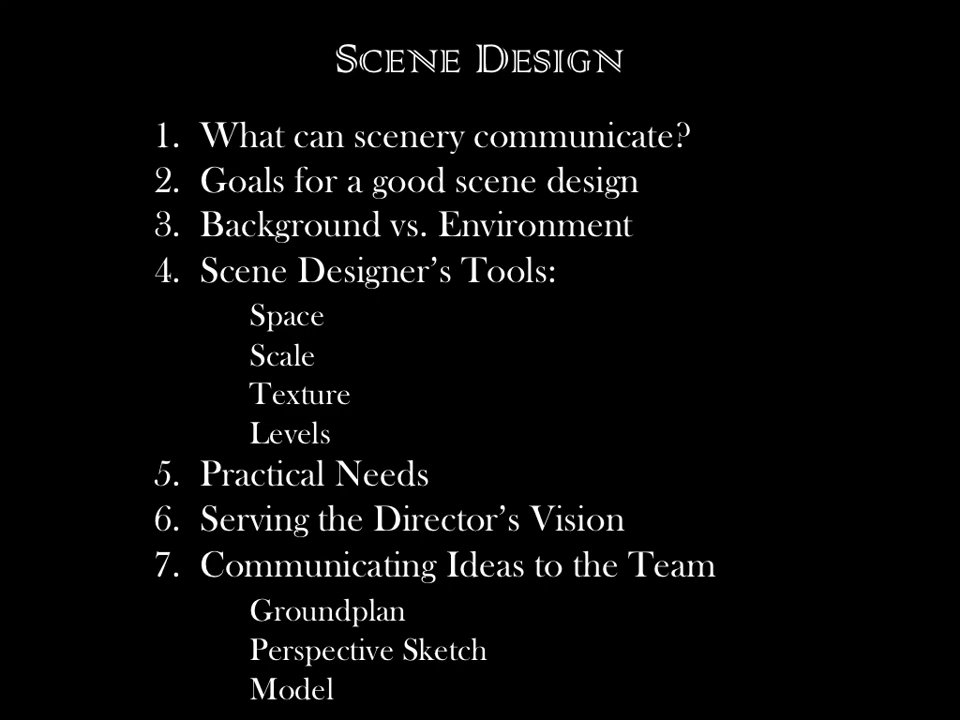 Scene Design
1. What can scenery communicate?
2. Goals for a good scene design
3. Background vs. Environment
4. Scene Designer’s Tools:
Space
Scale
Texture
Levels
5. Practical Needs
6. Serving the Director’s Vision
7. Communicating Ideas to the Team
Groundplan
Perspective Sketch
Model